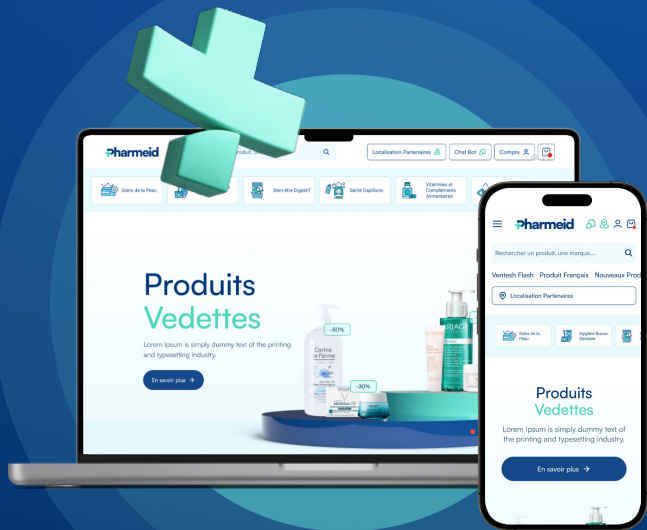 Pharmeid
Localisation Partenaires
Chat Bot
Compte
Soins de la Peau
Bien-être Digestif
Santé Capillaire
Vitamines et
Compléments
Alimentaires
Produits
Vedettes
Lorem Ipsum is simply dummy text of the printing
and typesetting industry.
En savoir plus →
-50%
-30%
Corine
de Farme
VICHY
URIAGE
Pharmeid
Rechercher un produit, une marque...
Ventesh Flash Produit Français Nouveaux Prod
Localisation Partenaires
Soins de la
Peau
Hygiène Bucco-
Dentaire
Produits
Vedettes
Lorem Ipsum is simply dummy text of
the printing and typesetting industry.
En savoir plus →